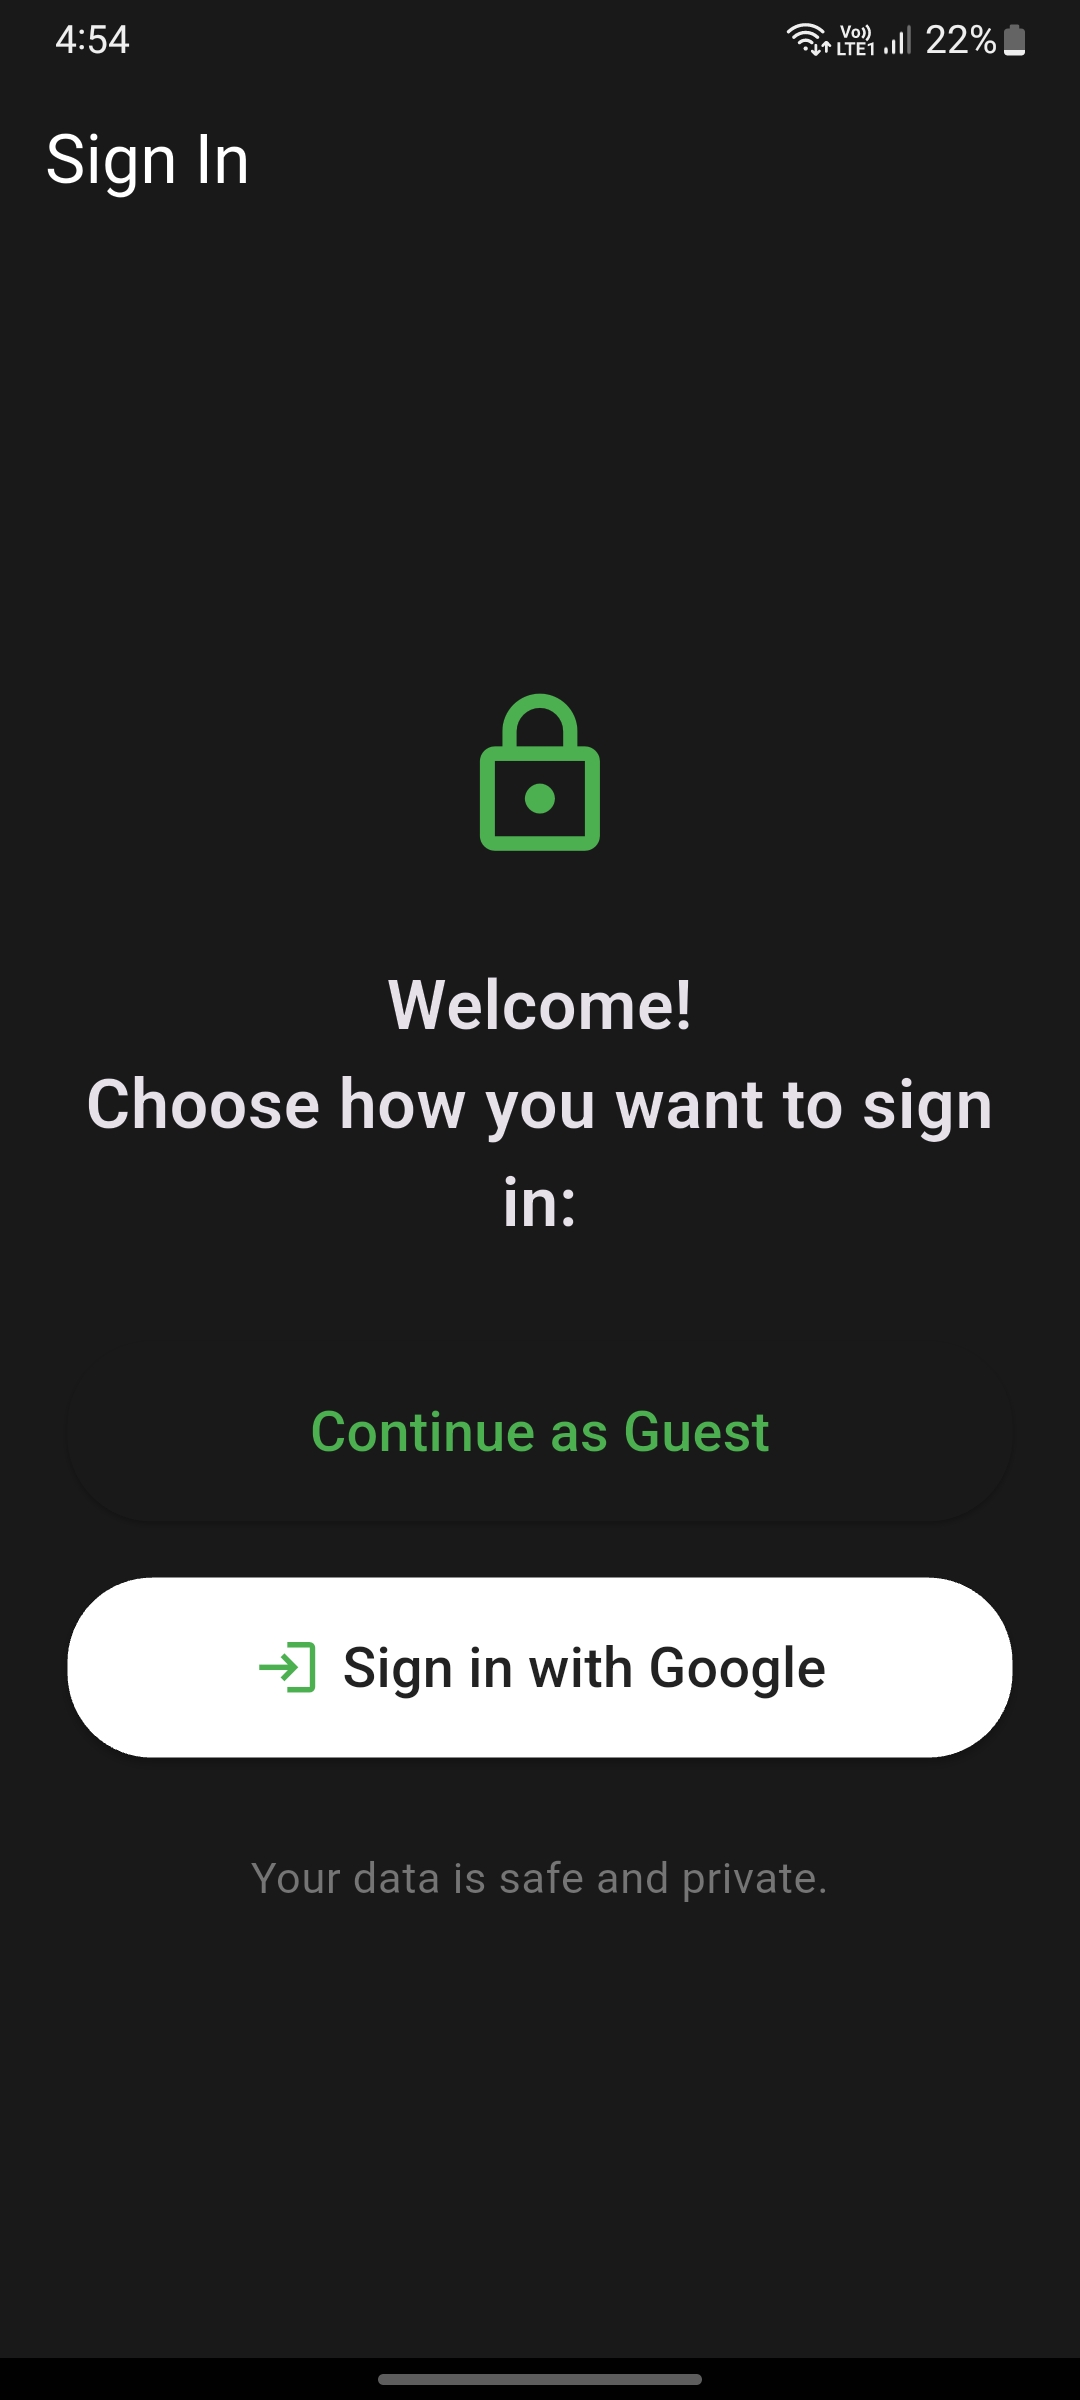 4:54
Vo)) LTE1 22%
Sign In
Welcome!
Choose how you want to sign
in:
Continue as Guest
Sign in with Google
Your data is safe and private.